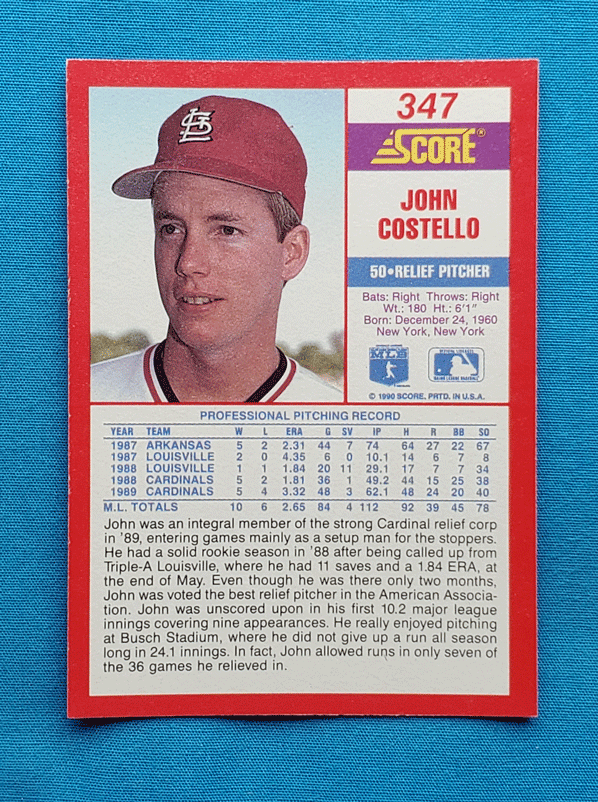 347
SCORE®
JOHN
COSTELLO
50•RELIEF PITCHER
Bats: Right Throws: Right
Wt.: 180 Ht.: 6'1"
Born: December 24, 1960
New York, New York
MLB
© 1990 SCORE, PRTD. IN U.S.A.
PROFESSIONAL PITCHING RECORD
YEAR TEAM W L ERA G SV IP H R BB SO
1987 ARKANSAS 5 2 2.31 44 7 74 64 27 22 67
1987 LOUISVILLE 2 0 4.35 6 0 10.1 14 6 7 8
1988 LOUISVILLE 1 1 1.84 20 11 29.1 17 7 7 34
1988 CARDINALS 5 2 1.81 36 1 49.2 44 15 25 38
1989 CARDINALS 5 4 3.32 48 3 62.1 48 24 20 40
M.L. TOTALS 10 6 2.65 84 4 112 92 39 45 78
John was an integral member of the strong Cardinal relief corp
in '89, entering games mainly as a setup man for the stoppers.
He had a solid rookie season in '88 after being called up from
Triple-A Louisville, where he had 11 saves and a 1.84 ERA, at
the end of May. Even though he was there only two months,
John was voted the best relief pitcher in the American Associa-
tion. John was unscored upon in his first 10.2 major league
innings covering nine appearances. He really enjoyed pitching
at Busch Stadium, where he did not give up a run all season
long in 24.1 innings. In fact, John allowed runs in only seven of
the 36 games he relieved in.